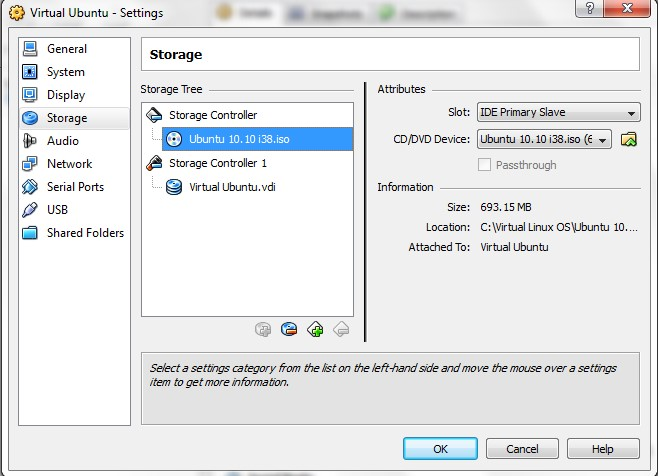 Virtual Ubuntu - Settings
Details
Snapshots
Description
General
System
Display
Storage
Audio
Network
Serial Ports
USB
Shared Folders
Storage
Storage Tree
Storage Controller
Ubuntu 10.10 i38.iso
Storage Controller 1
Virtual Ubuntu.vdi
Attributes
Slot: IDE Primary Slave
CD/DVD Device: Ubuntu 10.10 i38.iso (6
Passthrough
Information
Size: 693.15 MB
Location: C:\Virtual Linux OS\Ubuntu 10....
Attached To: Virtual Ubuntu
Select a settings category from the list on the left-hand side and move the mouse over a settings
item to get more information.
OK Cancel Help